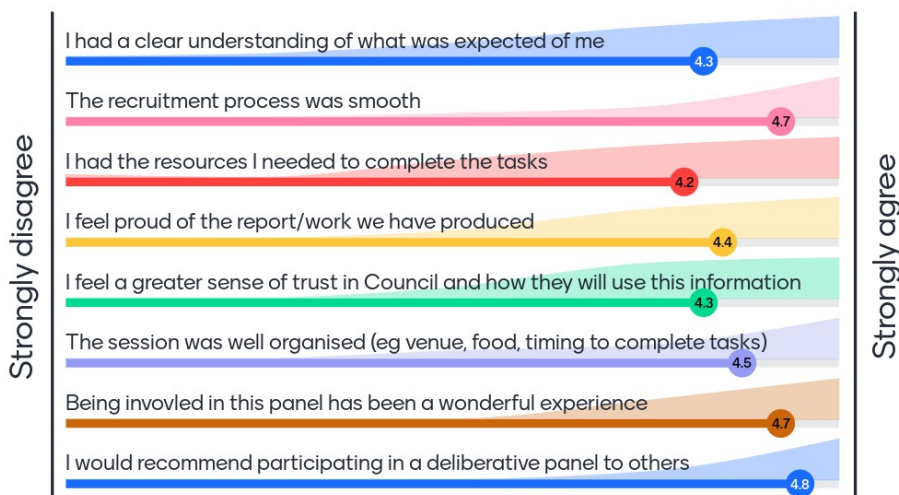 Strongly disagree
I had a clear understanding of what was expected of me
4.3
The recruitment process was smooth
4.7
I had the resources I needed to complete the tasks
4.2
I feel proud of the report/work we have produced
4.4
I feel a greater sense of trust in Council and how they will use this information
4.3
The session was well organised (eg venue, food, timing to complete tasks)
4.5
Being invovled in this panel has been a wonderful experience
4.7
I would recommend participating in a deliberative panel to others
4.8
Strongly agree